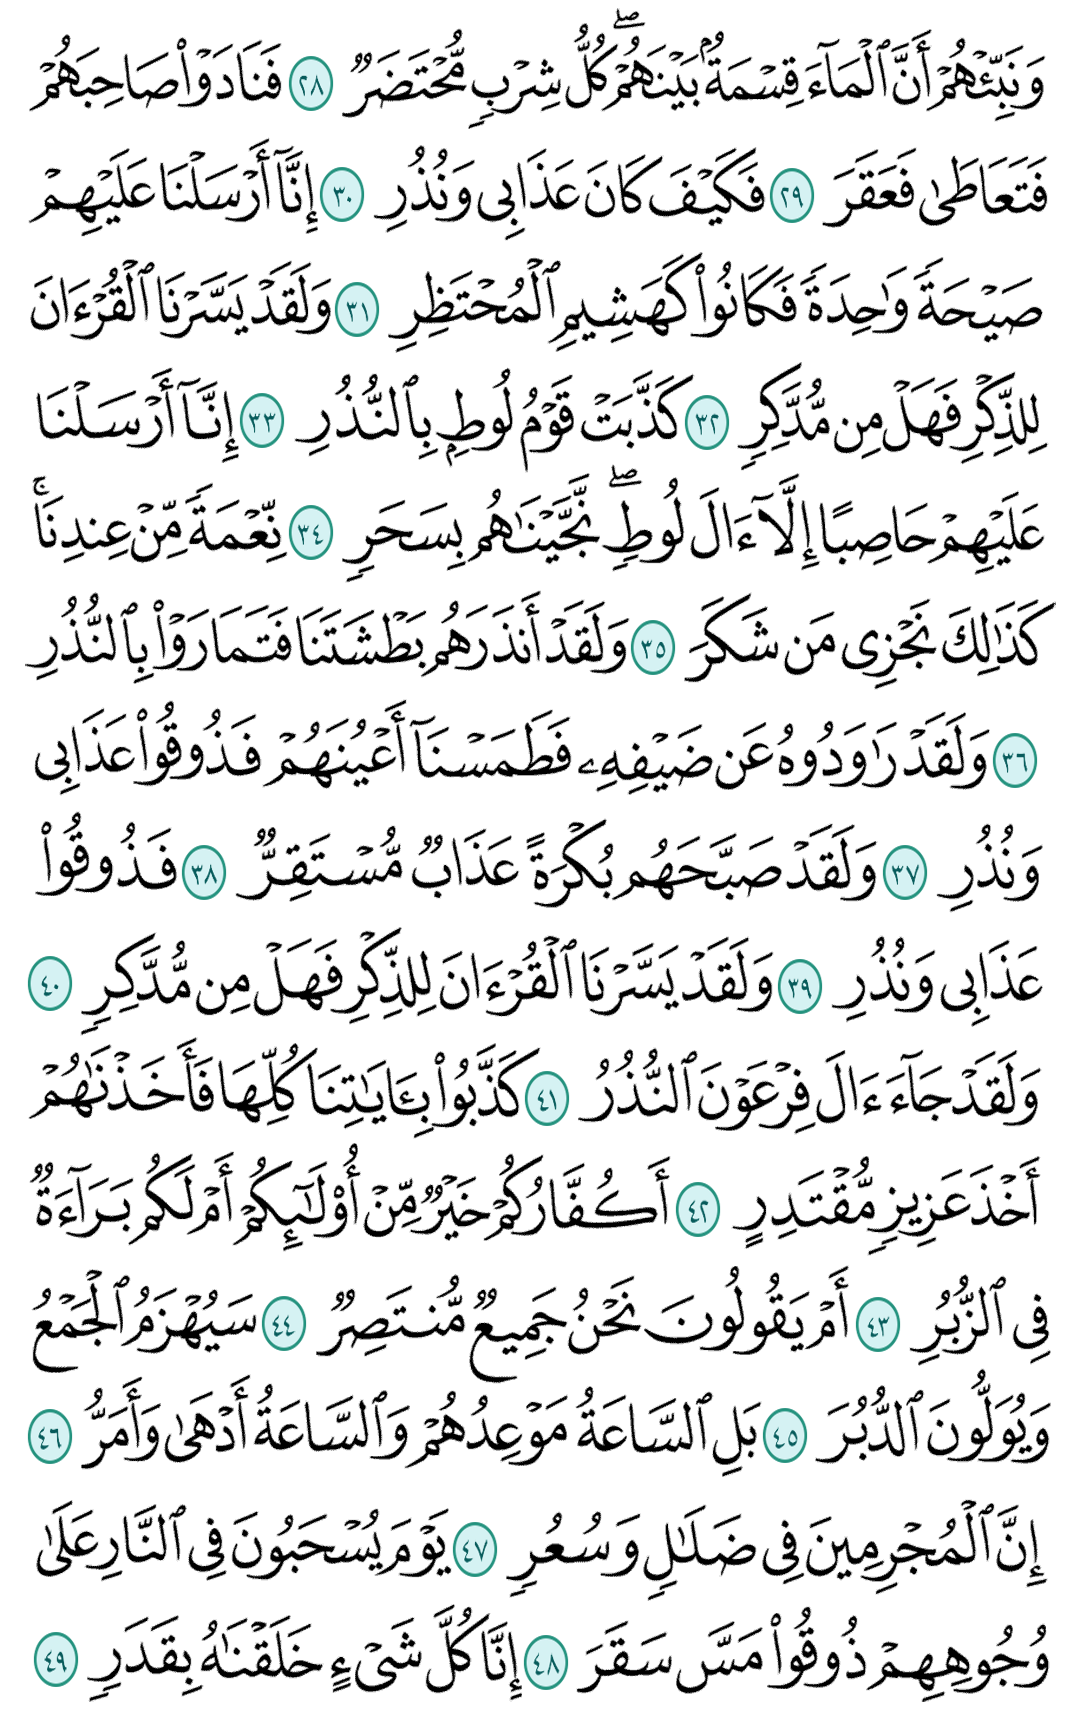 وَنَبِّئْهُمْ أَنَّ ٱلْمَآءَ قِسْمَةٌۢ بَيْنَهُمْ ۖ كُلُّ شِرْبٍ مُّحْتَضَرٌ ٢٨ فَنَادَوْا۟ صَاحِبَهُمْ
فَتَعَاطَىٰ فَعَقَرَ ٢٩ فَكَيْفَ كَانَ عَذَابِى وَنُذُرِ ٣٠ إِنَّآ أَرْسَلْنَا عَلَيْهِمْ
صَيْحَةً وَٰحِدَةً فَكَانُوا۟ كَهَشِيمِ ٱلْمُحْتَظِرِ ٣١ وَلَقَدْ يَسَّرْنَا ٱلْقُرْءَانَ
لِلذِّكْرِ فَهَلْ مِن مُّدَّكِرٍ ٣٢ كَذَّبَتْ قَوْمُ لُوطٍۭ بِٱلنُّذُرِ ٣٣ إِنَّآ أَرْسَلْنَا
عَلَيْهِمْ حَاصِبًا إِلَّآ ءَالَ لُوطٍ ۖ نَّجَّيْنَٰهُم بِسَحَرٍ ٣٤ نِّعْمَةً مِّنْ عِندِنَا ۚ
كَذَٰلِكَ نَجْزِى مَن شَكَرَ ٣٥ وَلَقَدْ أَنذَرَهُم بَطْشَتَنَا فَتَمَارَوْا۟ بِٱلنُّذُرِ
٣٦ وَلَقَدْ رَٰوَدُوهُ عَن ضَيْفِهِۦ فَطَمَسْنَآ أَعْيُنَهُمْ فَذُوقُوا۟ عَذَابِى
وَنُذُرِ ٣٧ وَلَقَدْ صَبَّحَهُم بُكْرَةً عَذَابٌ مُّسْتَقِرٌّ ٣٨ فَذُوقُوا۟
عَذَابِى وَنُذُرِ ٣٩ وَلَقَدْ يَسَّرْنَا ٱلْقُرْءَانَ لِلذِّكْرِ فَهَلْ مِن مُّدَّكِرٍ ٤٠
وَلَقَدْ جَآءَ ءَالَ فِرْعَوْنَ ٱلنُّذُرُ ٤١ كَذَّبُوا۟ بِـَٔايَٰتِنَا كُلِّهَا فَأَخَذْنَٰهُمْ
أَخْذَ عَزِيزٍ مُّقْتَدِرٍ ٤٢ أَكُفَّارُكُمْ خَيْرٌ مِّنْ أُو۟لَٰٓئِكُمْ أَمْ لَكُم بَرَآءَةٌ
فِى ٱلزُّبُرِ ٤٣ أَمْ يَقُولُونَ نَحْنُ جَمِيعٌ مُّنتَصِرٌ ٤٤ سَيُهْزَمُ ٱلْجَمْعُ
وَيُوَلُّونَ ٱلدُّبُرَ ٤٥ بَلِ ٱلسَّاعَةُ مَوْعِدُهُمْ وَٱلسَّاعَةُ أَدْهَىٰ وَأَمَرُّ ٤٦
إِنَّ ٱلْمُجْرِمِينَ فِى ضَلَٰلٍ وَسُعُرٍ ٤٧ يَوْمَ يُسْحَبُونَ فِى ٱلنَّارِ عَلَىٰ
وُجُوهِهِمْ ذُوقُوا۟ مَسَّ سَقَرَ ٤٨ إِنَّا كُلَّ شَىْءٍ خَلَقْنَٰهُ بِقَدَرٍ ٤٩